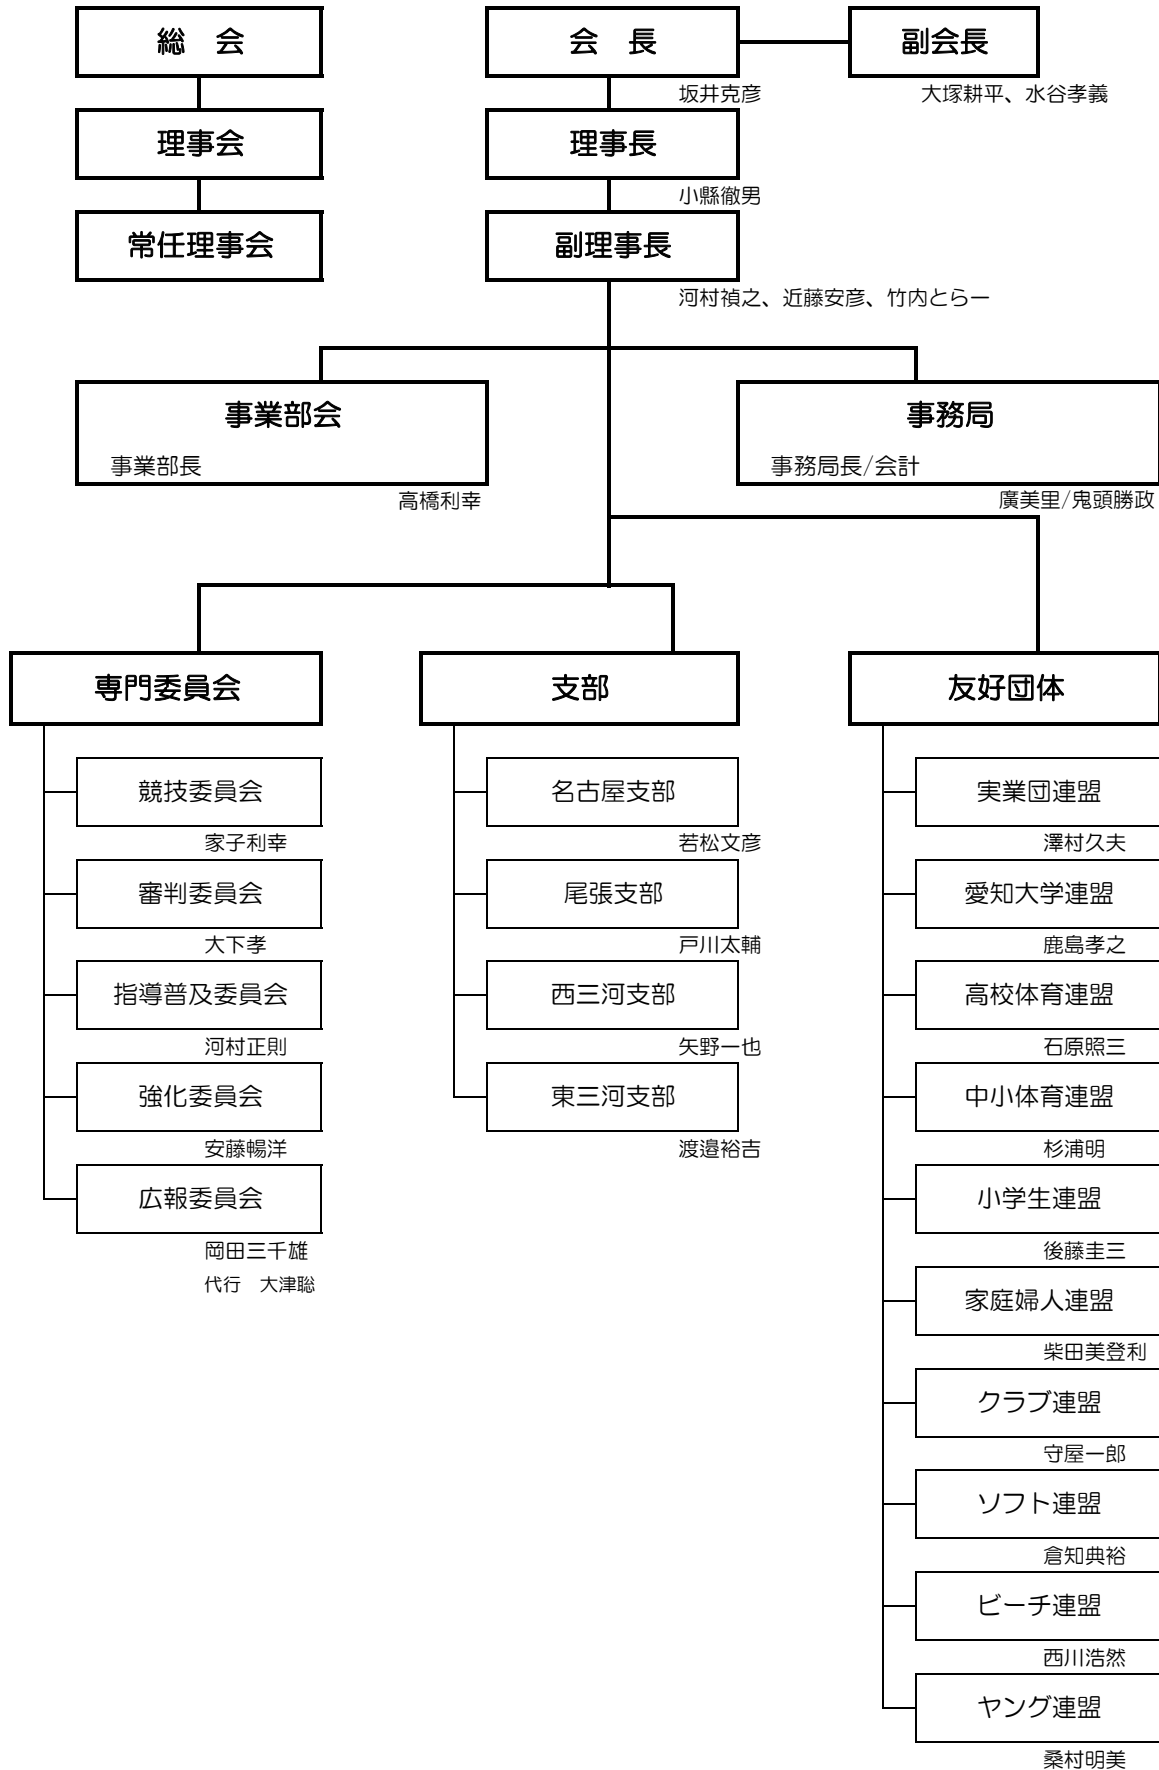 総　会
会　長
副会長
坂井克彦
大塚耕平、水谷孝義
理事会
理事長
小縣徹男
常任理事会
副理事長
河村禎之、近藤安彦、竹内とらー
事業部会
事業部長
高橋利幸
事務局
事務局長/会計
廣美里/鬼頭勝政
専門委員会
競技委員会
家子利幸
審判委員会
大下孝
指導普及委員会
河村正則
強化委員会
安藤暢洋
広報委員会
岡田三千雄
代行　大津聡
支部
名古屋支部
若松文彦
尾張支部
戸川太輔
西三河支部
矢野一也
東三河支部
渡邉裕吉
友好団体
実業団連盟
澤村久夫
愛知大学連盟
鹿島孝之
高校体育連盟
石原照三
中小体育連盟
杉浦明
小学生連盟
後藤圭三
家庭婦人連盟
柴田美登利
クラブ連盟
守屋一郎
ソフト連盟
倉知典裕
ビーチ連盟
西川浩然
ヤング連盟
桑村明美